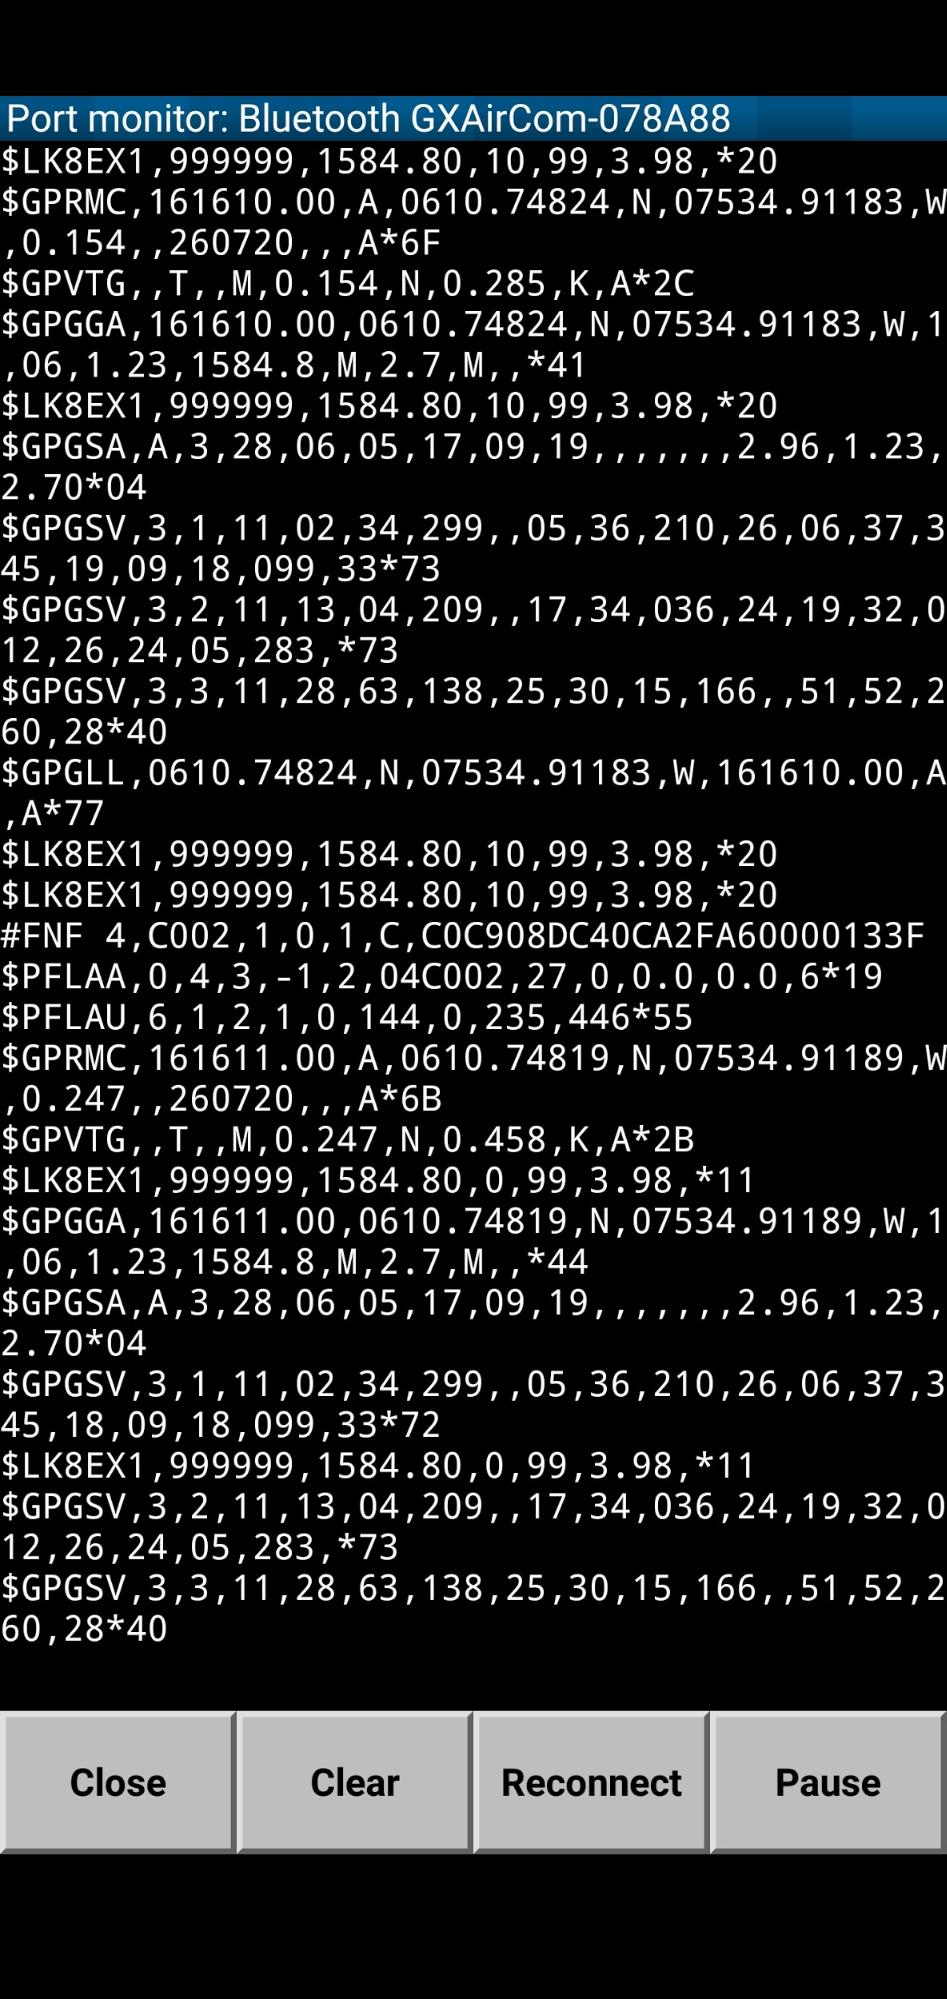 Port monitor: Bluetooth GXAirCom-078A88
$LK8EX1,999999,1584.80,10,99,3.98,*20
$GPRMC,161610.00,A,0610.74824,N,07534.91183,W
,0.154,,260720,,,A*6F
$GPVTG,,T,,M,0.154,N,0.285,K,A*2C
$GPGGA,161610.00,0610.74824,N,07534.91183,W,1
,06,1.23,1584.8,M,2.7,M,,*41
$LK8EX1,999999,1584.80,10,99,3.98,*20
$GPGSA,A,3,28,06,05,17,09,19,,,,,,,2.96,1.23,
2.70*04
$GPGSV,3,1,11,02,34,299,,05,36,210,26,06,37,3
45,19,09,18,099,33*73
$GPGSV,3,2,11,13,04,209,,17,34,036,24,19,32,0
12,26,24,05,283,*73
$GPGSV,3,3,11,28,63,138,25,30,15,166,,51,52,2
60,28*40
$GPGLL,0610.74824,N,07534.91183,W,161610.00,A
,A*77
$LK8EX1,999999,1584.80,10,99,3.98,*20
$LK8EX1,999999,1584.80,10,99,3.98,*20
#FNF 4,C002,1,0,1,C,C0C908DC40CA2FA60000133F
$PFLAA,0,4,3,-1,2,04C002,27,0,0.0,0.0,6*19
$PFLAU,6,1,2,1,0,144,0,235,446*55
$GPRMC,161611.00,A,0610.74819,N,07534.91189,W
,0.247,,260720,,,A*6B
$GPVTG,,T,,M,0.247,N,0.458,K,A*2B
$LK8EX1,999999,1584.80,0,99,3.98,*11
$GPGGA,161611.00,0610.74819,N,07534.91189,W,1
,06,1.23,1584.8,M,2.7,M,,*44
$GPGSA,A,3,28,06,05,17,09,19,,,,,,,2.96,1.23,
2.70*04
$GPGSV,3,1,11,02,34,299,,05,36,210,26,06,37,3
45,18,09,18,099,33*72
$LK8EX1,999999,1584.80,0,99,3.98,*11
$GPGSV,3,2,11,13,04,209,,17,34,036,24,19,32,0
12,26,24,05,283,*73
$GPGSV,3,3,11,28,63,138,25,30,15,166,,51,52,2
60,28*40
Close
Clear
Reconnect
Pause